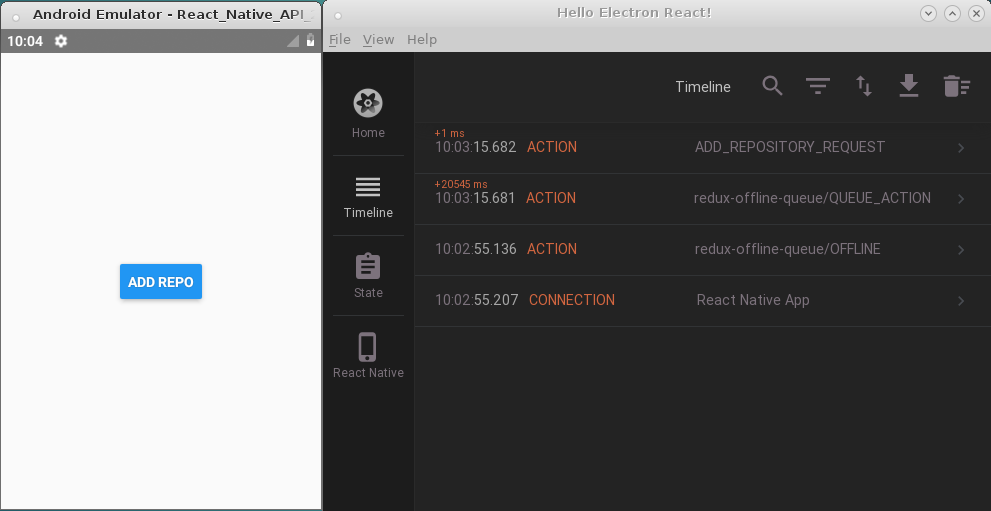 Android Emulator - React_Native_API_
10:04
ADD REPO
Hello Electron React!
File View Help
Home
Timeline
State
React Native
Timeline
+1 ms
10:03:15.682 ACTION ADD_REPOSITORY_REQUEST
+20545 ms
10:03:15.681 ACTION redux-offline-queue/QUEUE_ACTION
10:02:55.136 ACTION redux-offline-queue/OFFLINE
10:02:55.207 CONNECTION React Native App